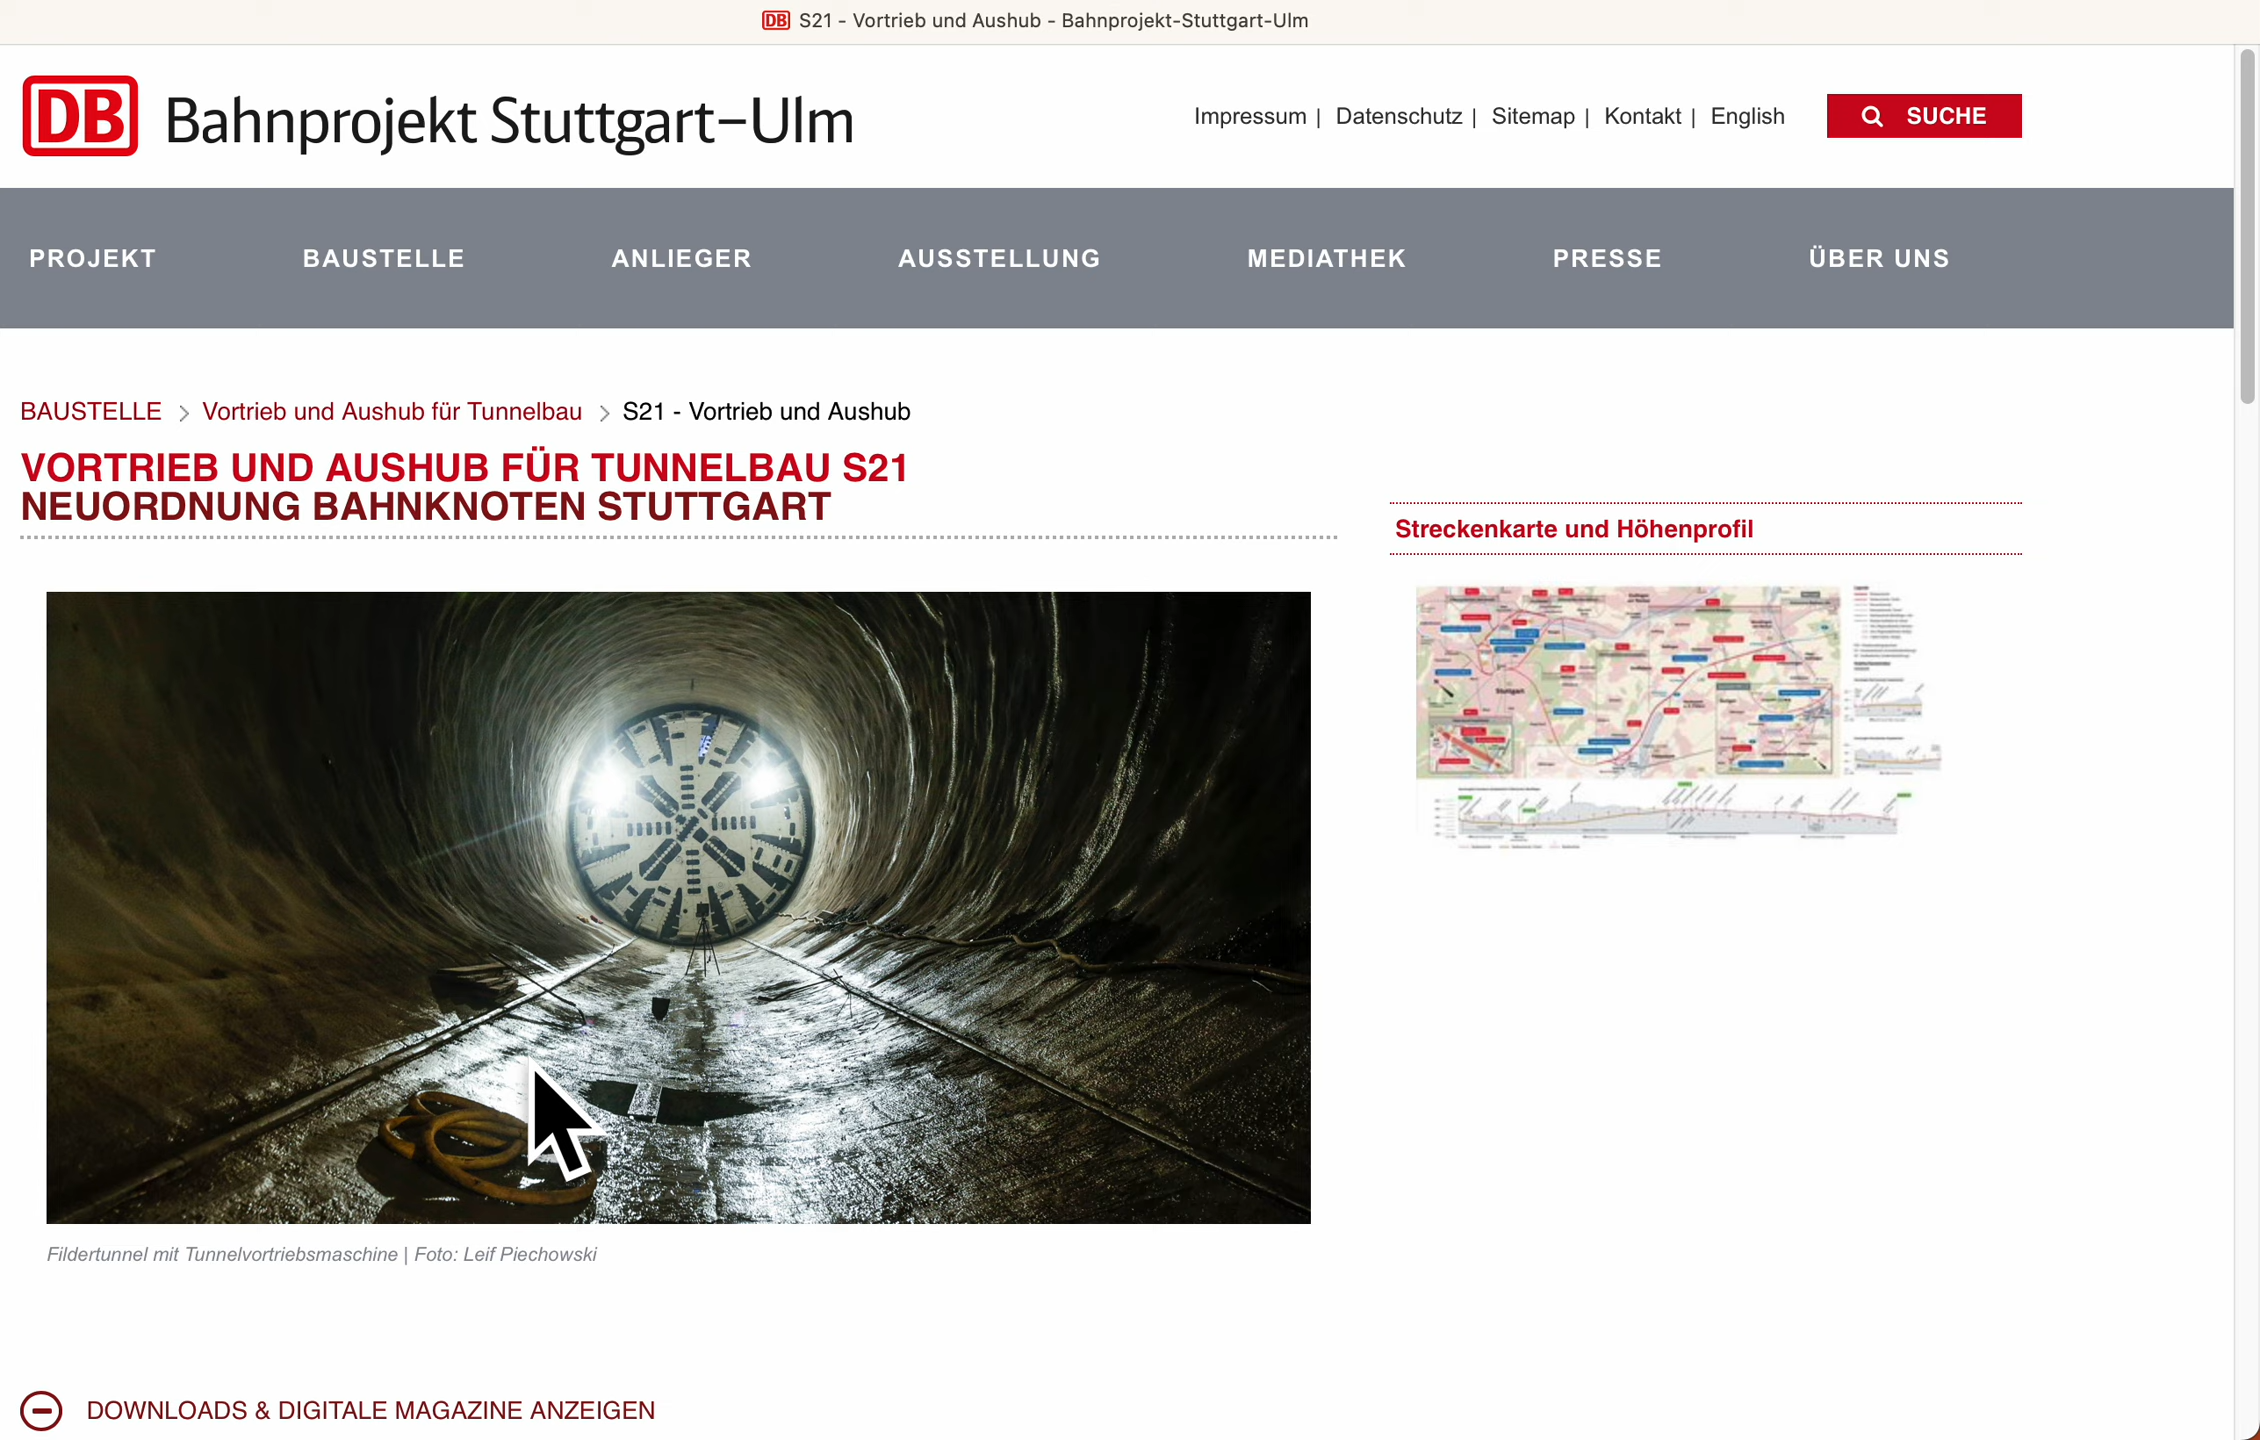 DB S21 - Vortrieb und Aushub - Bahnprojekt-Stuttgart-Ulm
DB Bahnprojekt Stuttgart–Ulm
Impressum | Datenschutz | Sitemap | Kontakt | English
SUCHE
PROJEKT BAUSTELLE ANLIEGER AUSSTELLUNG MEDIATHEK PRESSE ÜBER UNS
BAUSTELLE > Vortrieb und Aushub für Tunnelbau > S21 - Vortrieb und Aushub
VORTRIEB UND AUSHUB FÜR TUNNELBAU S21
NEUORDNUNG BAHNKNOTEN STUTTGART
Streckenkarte und Höhenprofil
Stuttgart
Fildertunnel mit Tunnelvortriebsmaschine | Foto: Leif Piechowski
DOWNLOADS & DIGITALE MAGAZINE ANZEIGEN